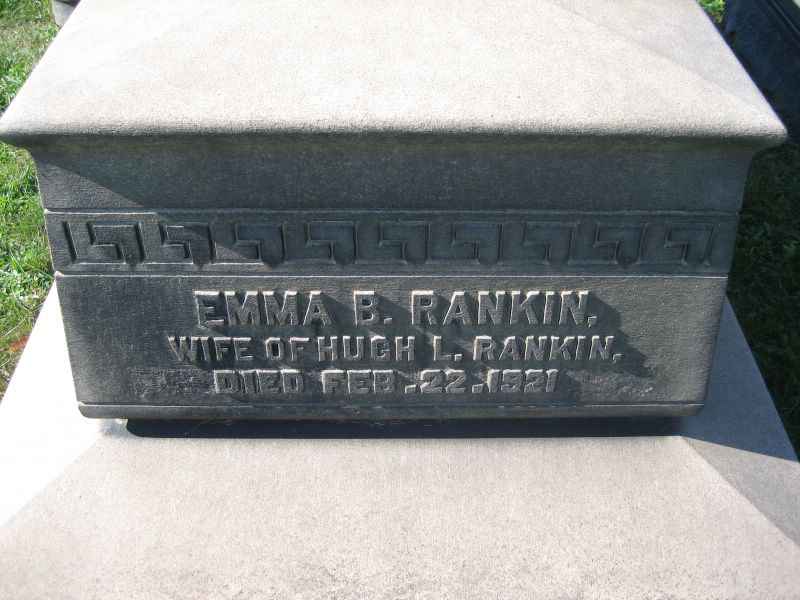 EMMA B. RANKIN,
WIFE OF HUGH L. RANKIN,
DIED FEB. 22, 1921